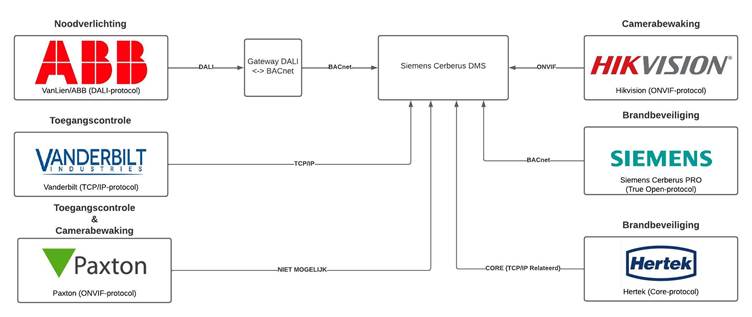 Noodverlichting
ABB
VanLien/ABB (DALI-protocol)
DALI
Gateway DALI
<-> BACnet
BACnet
Siemens Cerberus DMS
ONVIF
Camerabewaking
HIKVISION®
Hikvision (ONVIF-protocol)
Toegangscontrole
VANDERBILT
INDUSTRIES
Vanderbilt (TCP/IP-protocol)
TCP/IP
BACnet
Brandbeveiliging
SIEMENS
Siemens Cerberus PRO
(True Open-protocol)
Toegangscontrole
&
Camerabewaking
Paxton
Paxton (ONVIF-protocol)
NIET MOGELIJK
CORE (TCP/IP Relateerd)
Brandbeveiliging
Hertek
Hertek (Core-protocol)